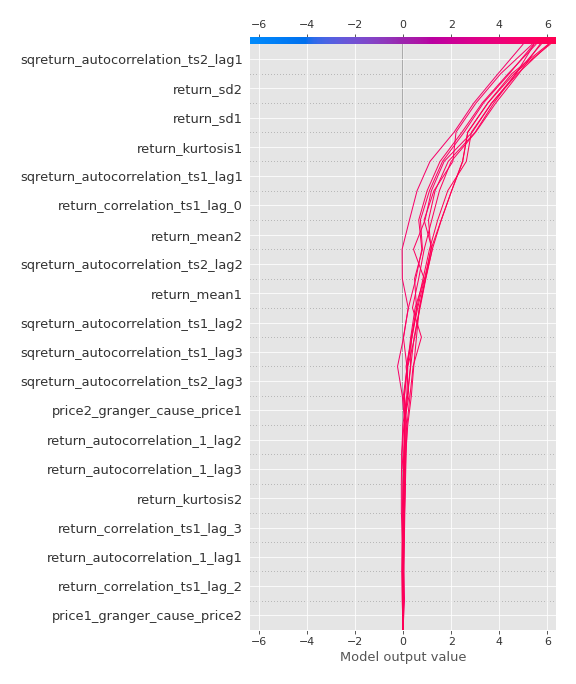 −6 −4 −2 0 2 4 6
sqreturn_autocorrelation_ts2_lag1
return_sd2
return_sd1
return_kurtosis1
sqreturn_autocorrelation_ts1_lag1
return_correlation_ts1_lag_0
return_mean2
sqreturn_autocorrelation_ts2_lag2
return_mean1
sqreturn_autocorrelation_ts1_lag2
sqreturn_autocorrelation_ts1_lag3
sqreturn_autocorrelation_ts2_lag3
price2_granger_cause_price1
return_autocorrelation_1_lag2
return_autocorrelation_1_lag3
return_kurtosis2
return_correlation_ts1_lag_3
return_autocorrelation_1_lag1
return_correlation_ts1_lag_2
price1_granger_cause_price2
−6 −4 −2 0 2 4 6
Model output value